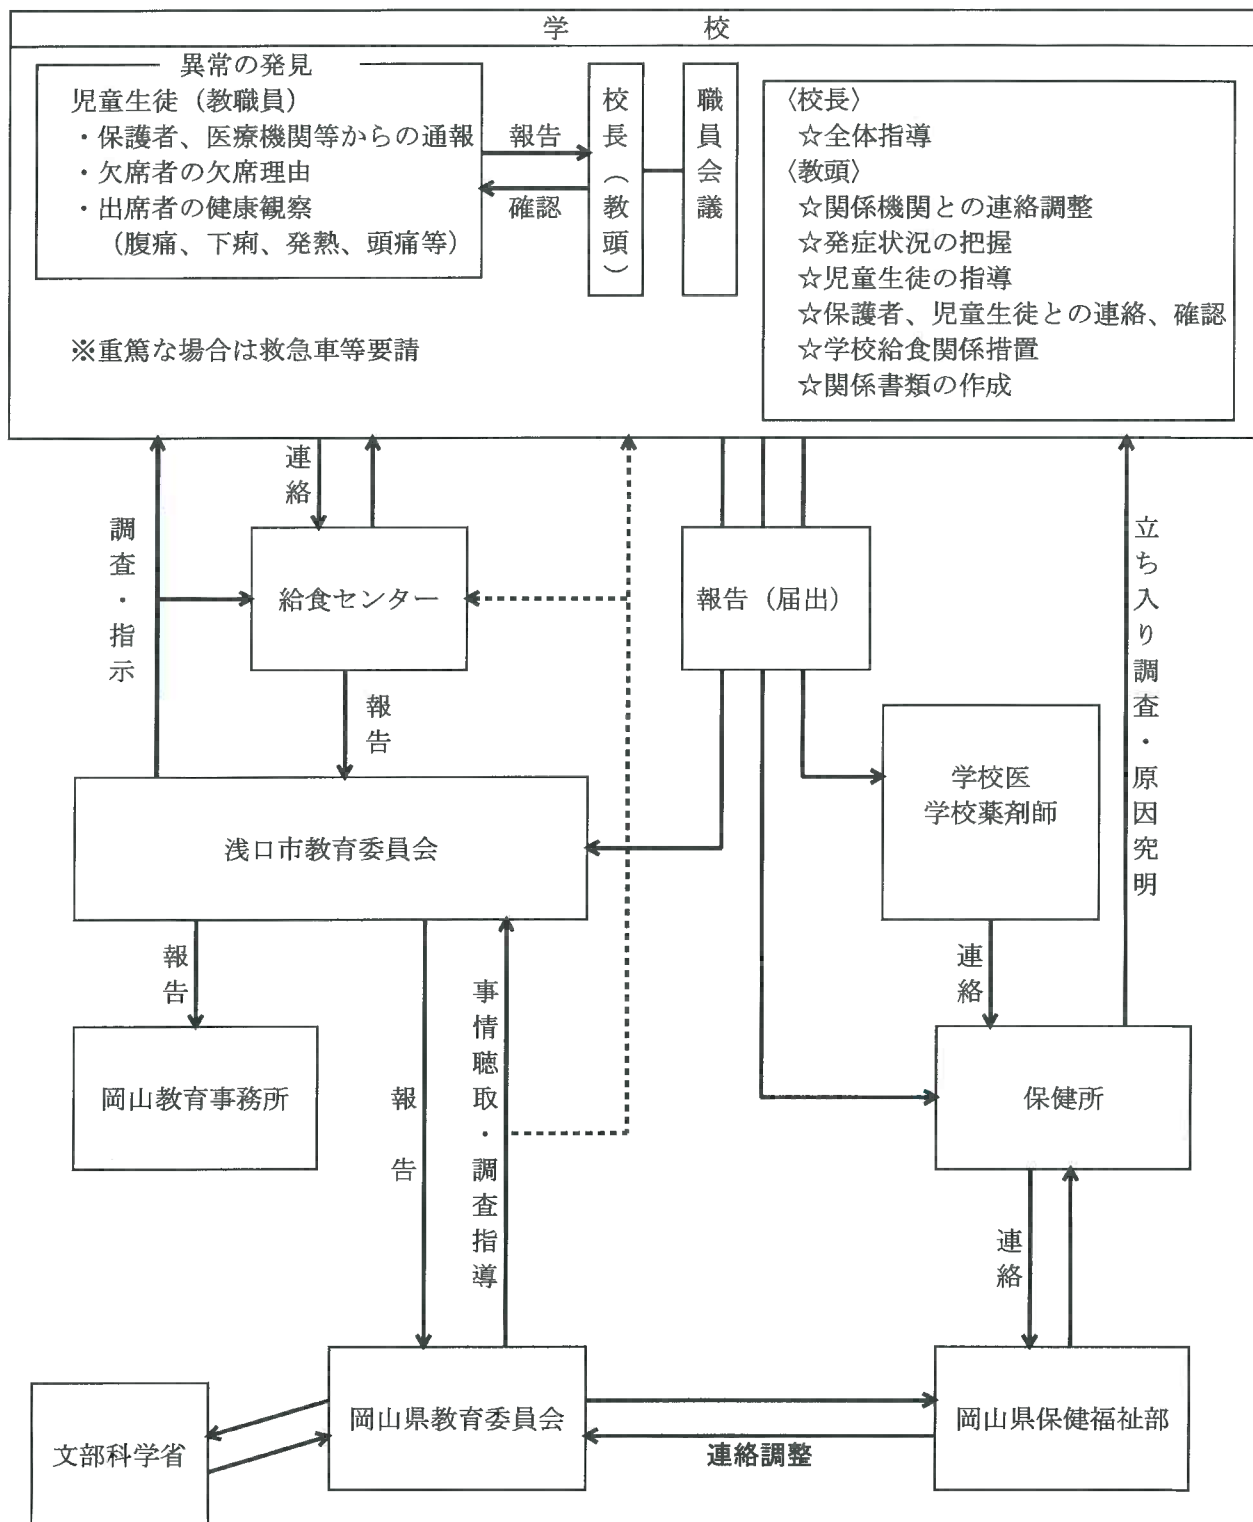 学校
異常の発見
児童生徒（教職員）
・保護者、医療機関等からの通報
・欠席者の欠席理由
・出席者の健康観察
（腹痛、下痢、発熱、頭痛等）
※重篤な場合は救急車等要請
報告
確認
校長（教頭）
職員会議
〈校長〉
☆全体指導
〈教頭〉
☆関係機関との連絡調整
☆発症状況の把握
☆児童生徒の指導
☆保護者、児童生徒との連絡、確認
☆学校給食関係措置
☆関係書類の作成
連絡
調査・指示
給食センター
報告（届出）
立ち入り調査・原因究明
報告
学校医
学校薬剤師
浅口市教育委員会
報告
連絡
事情聴取・調査指導
岡山教育事務所
報告
保健所
連絡
岡山県教育委員会
岡山県保健福祉部
文部科学省
連絡調整